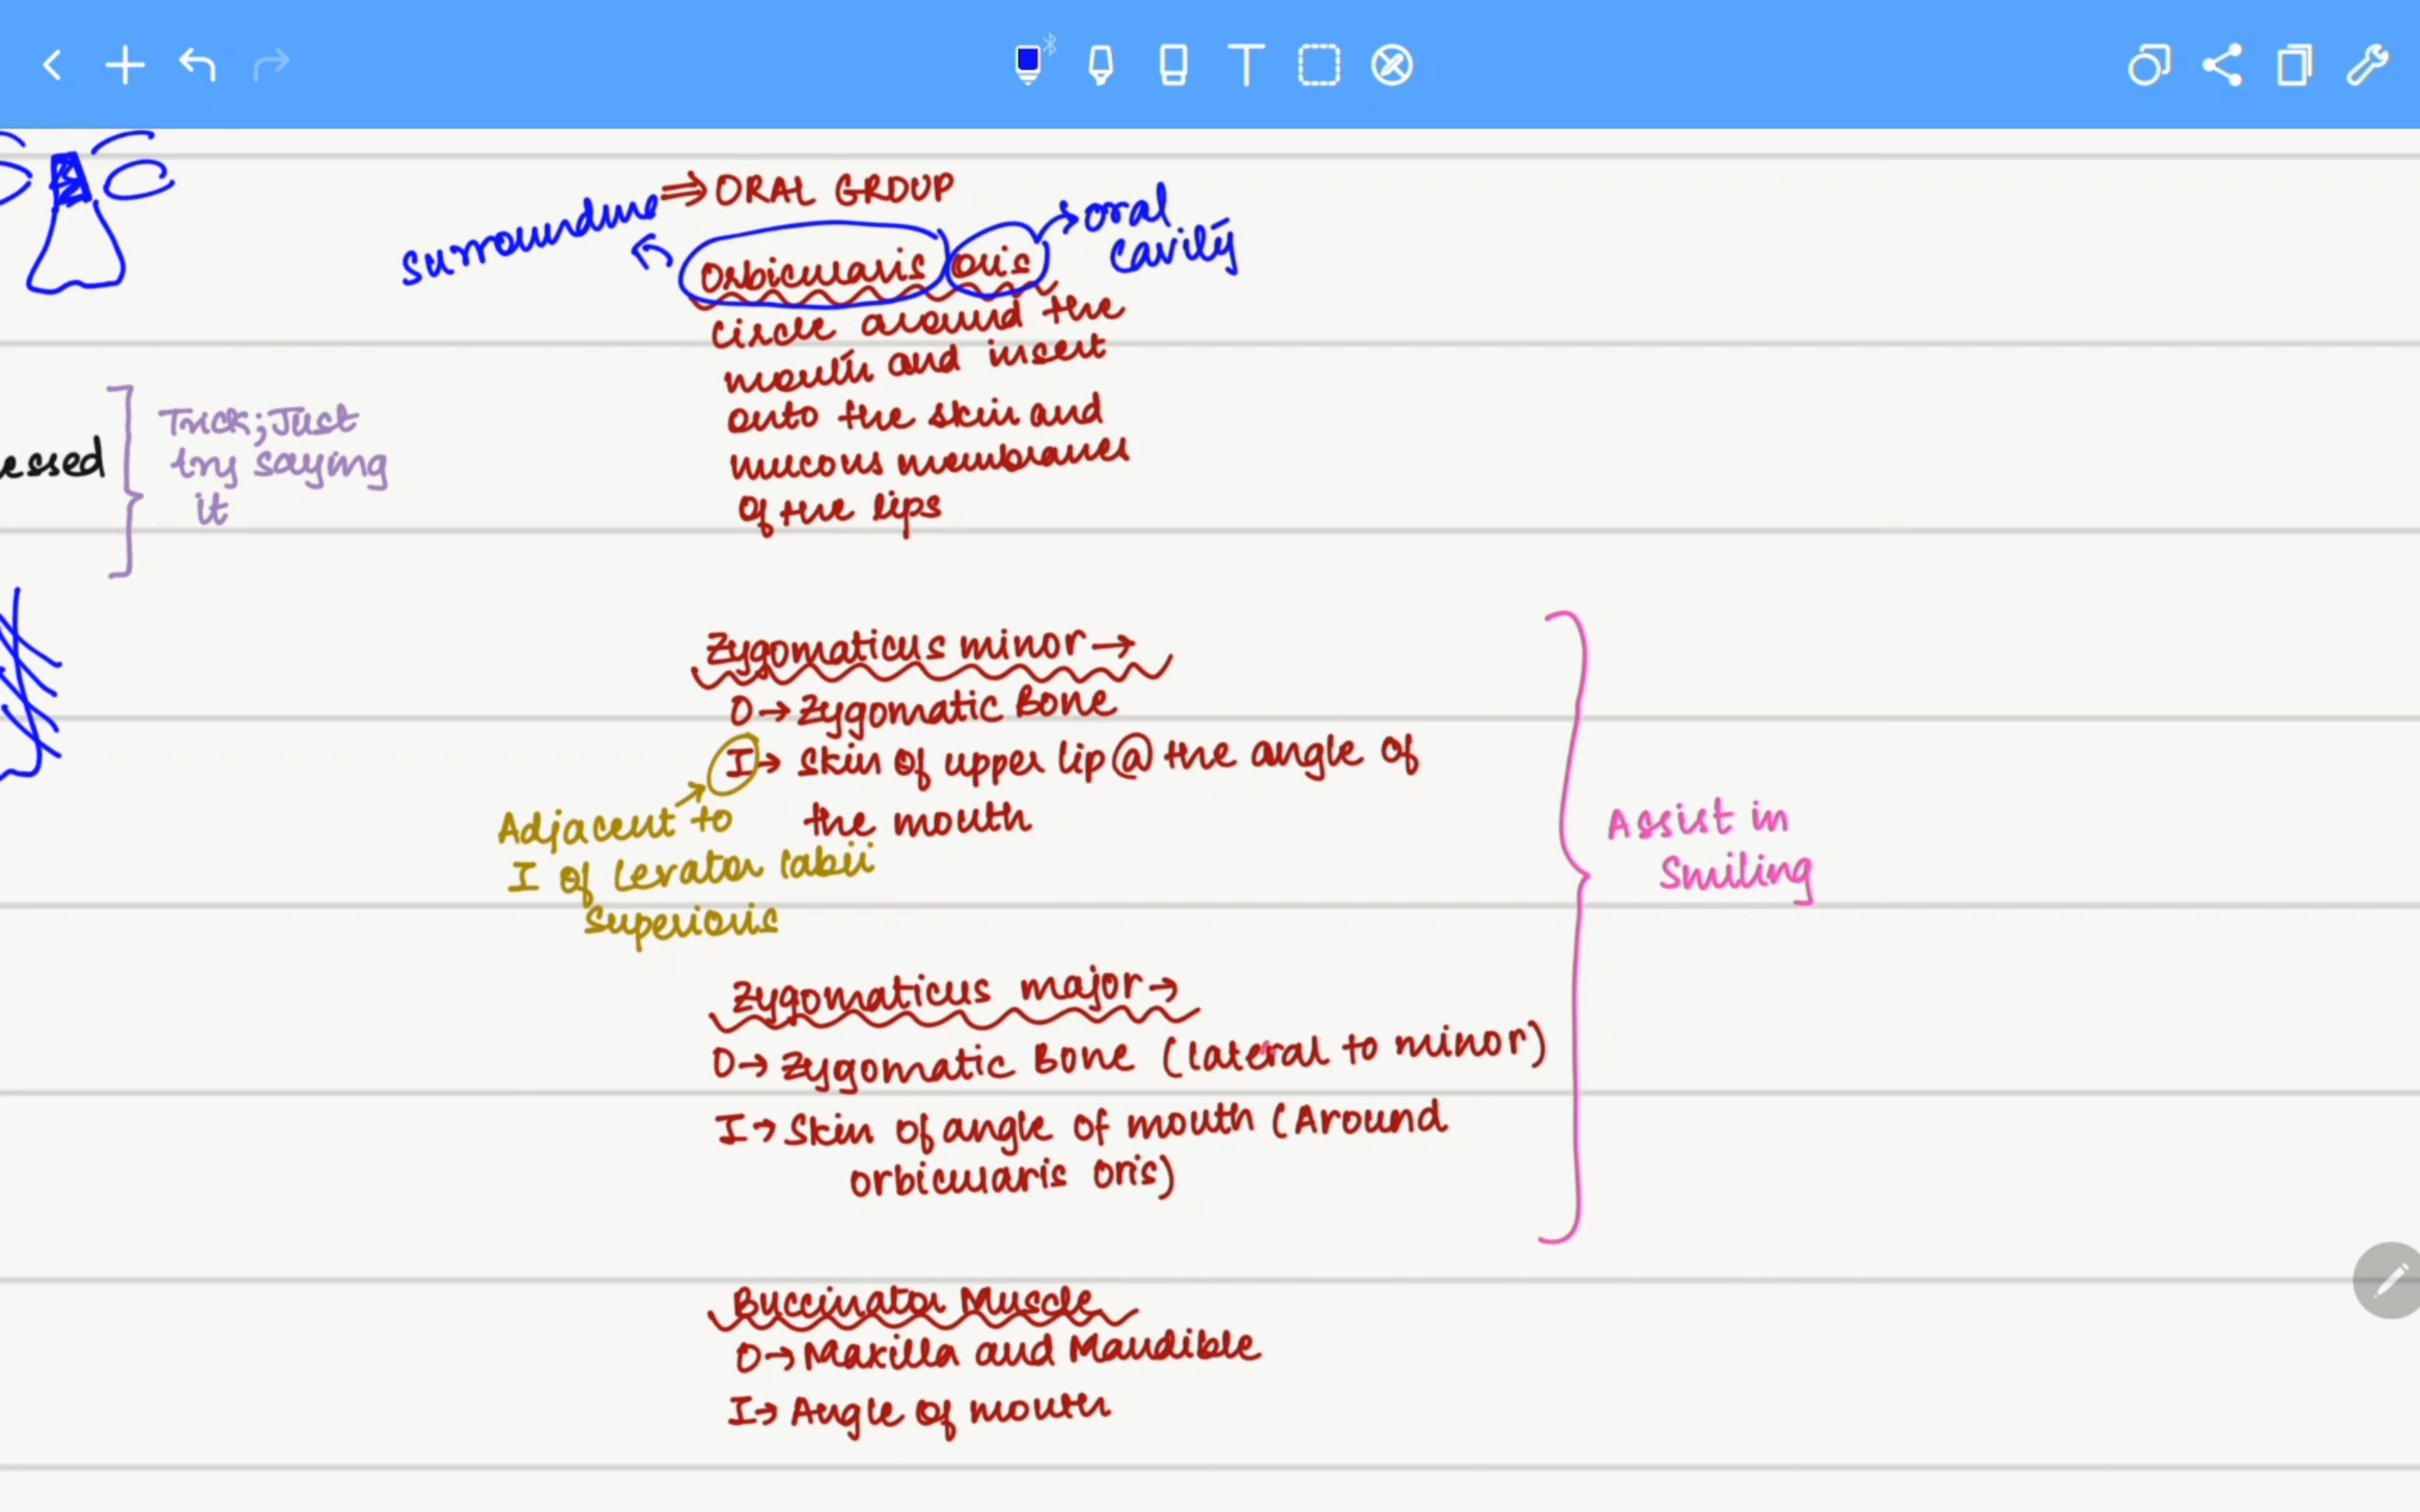 ⇒ ORAL GROUP
surrounding
orbicularis oris
oral
cavity
circle around the
mouth and insert
onto the skin and
mucous membranes
of the lips
essed
Trick; Just
try saying
it
Zygomaticus minor →
O → Zygomatic Bone
I → Skin of upper lip @ the angle of
the mouth
Adjacent to
I of Levator labii
superioris
Zygomaticus major →
O → Zygomatic Bone (lateral to minor)
I → Skin of angle of mouth (Around
orbicularis oris)
Assist in
Smiling
Buccinator Muscle
O → Maxilla and Mandible
I → Angle of mouth